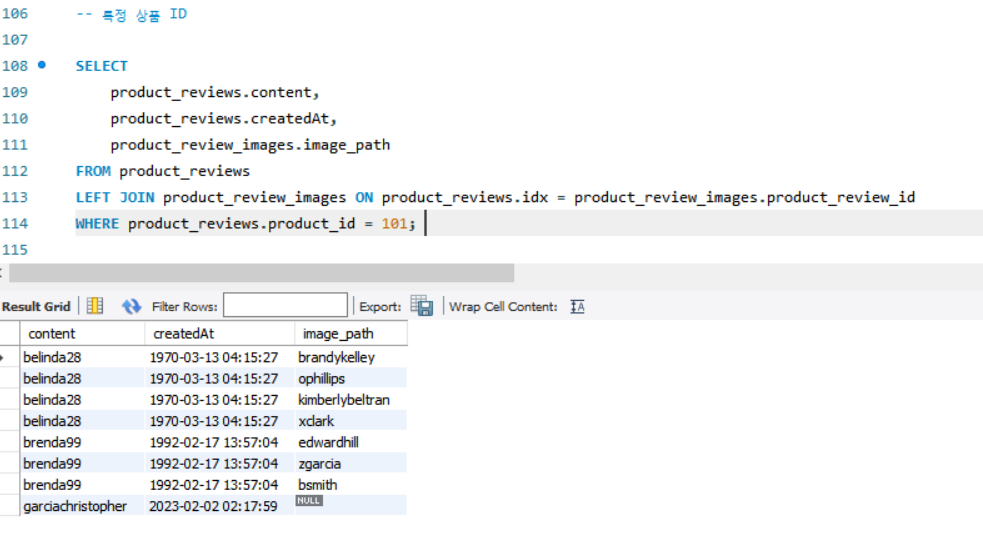 106 -- 특정 상품 ID
107
108 SELECT
109 product_reviews.content,
110 product_reviews.createdAt,
111 product_review_images.image_path
112 FROM product_reviews
113 LEFT JOIN product_review_images ON product_reviews.idx = product_review_images.product_review_id
114 WHERE product_reviews.product_id = 101;
115
Result Grid Filter Rows: Export: Wrap Cell Content: IA
content createdAt image_path
belinda28 1970-03-13 04:15:27 brandykelley
belinda28 1970-03-13 04:15:27 ophillips
belinda28 1970-03-13 04:15:27 kimberlybeltran
belinda28 1970-03-13 04:15:27 xclark
brenda99 1992-02-17 13:57:04 edwardhill
brenda99 1992-02-17 13:57:04 zgarcia
brenda99 1992-02-17 13:57:04 bsmith
garciachristopher 2023-02-02 02:17:59 NULL